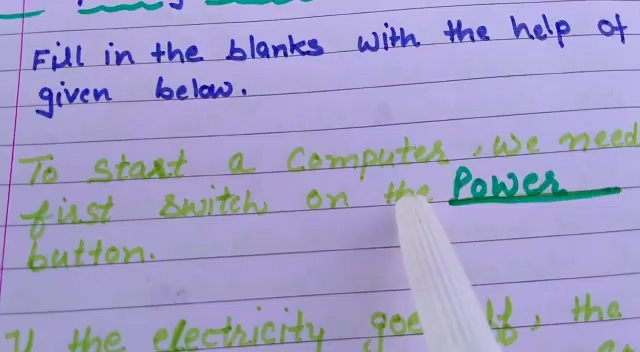 Fill in the blanks with the help of
given below.
To start a computer, we need
first switch on the Power
button.
the electricity goe f, the